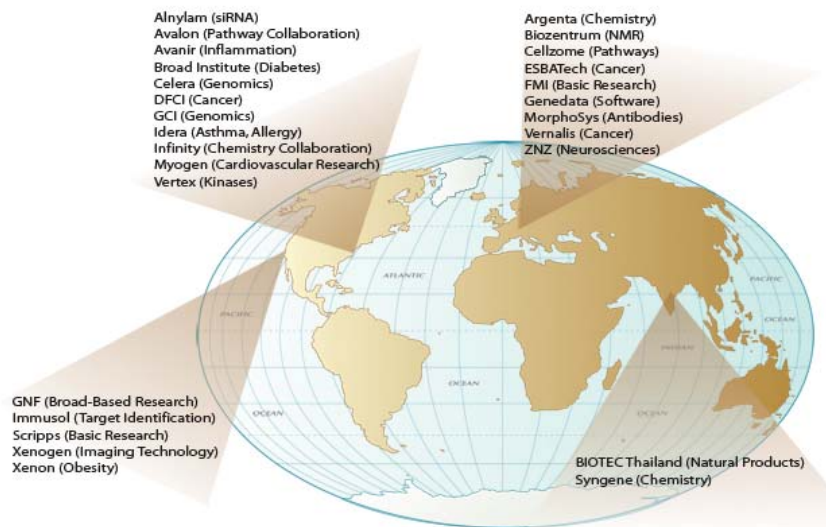 Alnylam (siRNA)
Avalon (Pathway Collaboration)
Avanir (Inflammation)
Broad Institute (Diabetes)
Celera (Genomics)
DFCI (Cancer)
GCI (Genomics)
Idera (Asthma, Allergy)
Infinity (Chemistry Collaboration)
Myogen (Cardiovascular Research)
Vertex (Kinases)
Argenta (Chemistry)
Biozentrum (NMR)
Cellzome (Pathways)
ESBATech (Cancer)
FMI (Basic Research)
Genedata (Software)
MorphoSys (Antibodies)
Vernalis (Cancer)
ZNZ (Neurosciences)
ATLANTIC
OCEAN
PACIFIC
OCEAN
PACIFIC
OCEAN
INDIAN
OCEAN
GNF (Broad-Based Research)
Immusol (Target Identification)
Scripps (Basic Research)
Xenogen (Imaging Technology)
Xenon (Obesity)
BIOTEC Thailand (Natural Products)
Syngene (Chemistry)